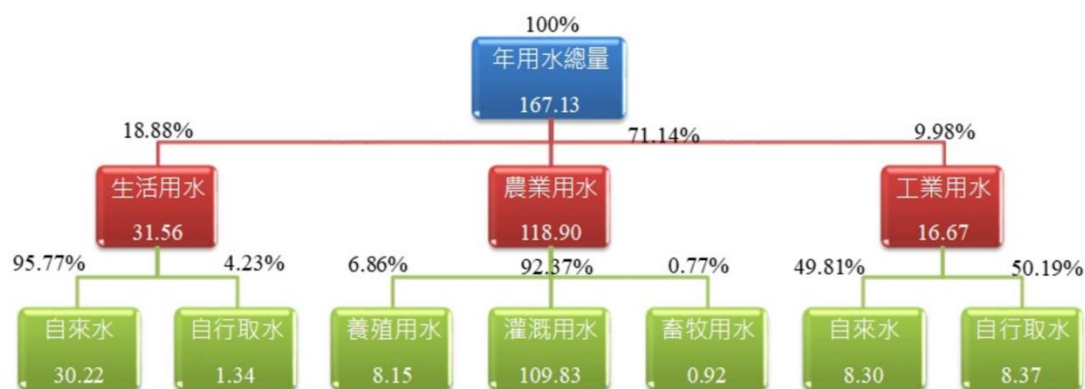 100%
年用水總量
167.13
18.88%
71.14%
9.98%
生活用水
31.56
農業用水
118.90
工業用水
16.67
95.77%
4.23%
6.86%
92.37%
0.77%
49.81%
50.19%
自來水
30.22
自行取水
1.34
養殖用水
8.15
灌溉用水
109.83
畜牧用水
0.92
自來水
8.30
自行取水
8.37